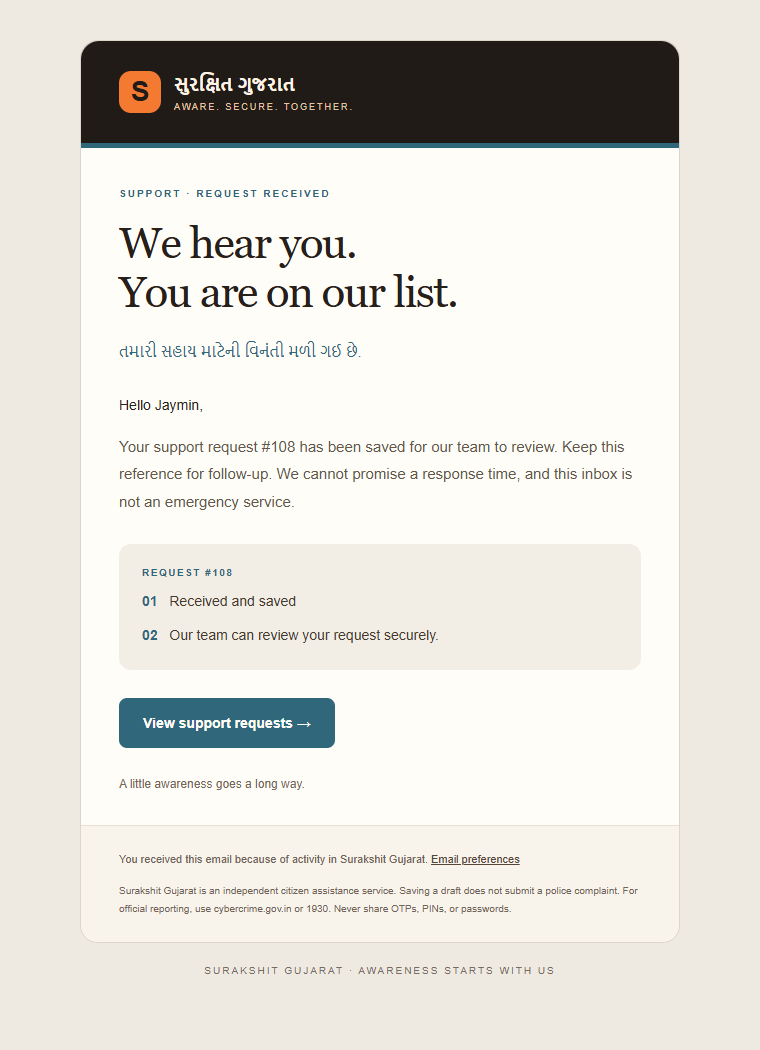 S
સુરક્ષિત ગુજરાત
AWARE. SECURE. TOGETHER.
SUPPORT · REQUEST RECEIVED
We hear you.
You are on our list.
તમારી સહાય માટેની વિનંતી મળી ગઈ છે.
Hello Jaymin,
Your support request #108 has been saved for our team to review. Keep this
reference for follow-up. We cannot promise a response time, and this inbox is
not an emergency service.
REQUEST #108
01 Received and saved
02 Our team can review your request securely.
View support requests →
A little awareness goes a long way.
You received this email because of activity in Surakshit Gujarat. Email preferences
Surakshit Gujarat is an independent citizen assistance service. Saving a draft does not submit a police complaint. For
official reporting, use cybercrime.gov.in or 1930. Never share OTPs, PINs, or passwords.
SURAKSHIT GUJARAT · AWARENESS STARTS WITH US